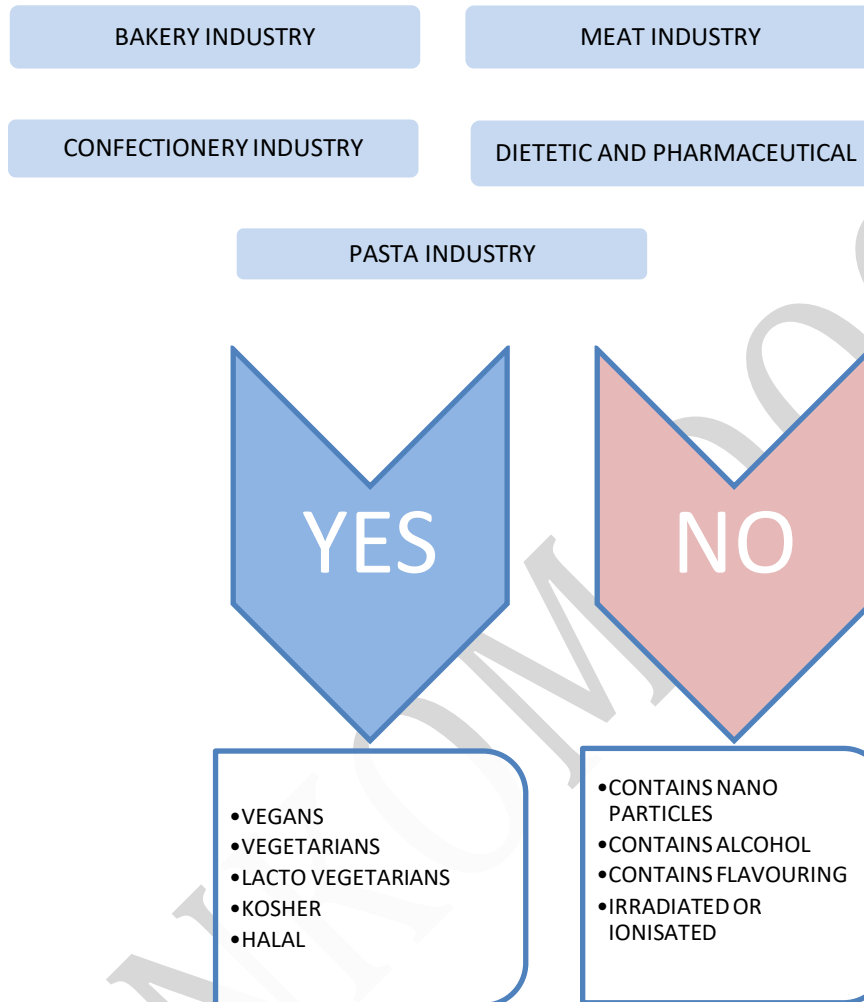 BAKERY INDUSTRY
MEAT INDUSTRY
CONFECTIONERY INDUSTRY
DIETETIC AND PHARMACEUTICAL
PASTA INDUSTRY
YES
NO
•VEGANS
•VEGETARIANS
•LACTO VEGETARIANS
•KOSHER
•HALAL
•CONTAINS NANO
PARTICLES
•CONTAINS ALCOHOL
•CONTAINS FLAVOURING
•IRRADIATED OR
IONISATED